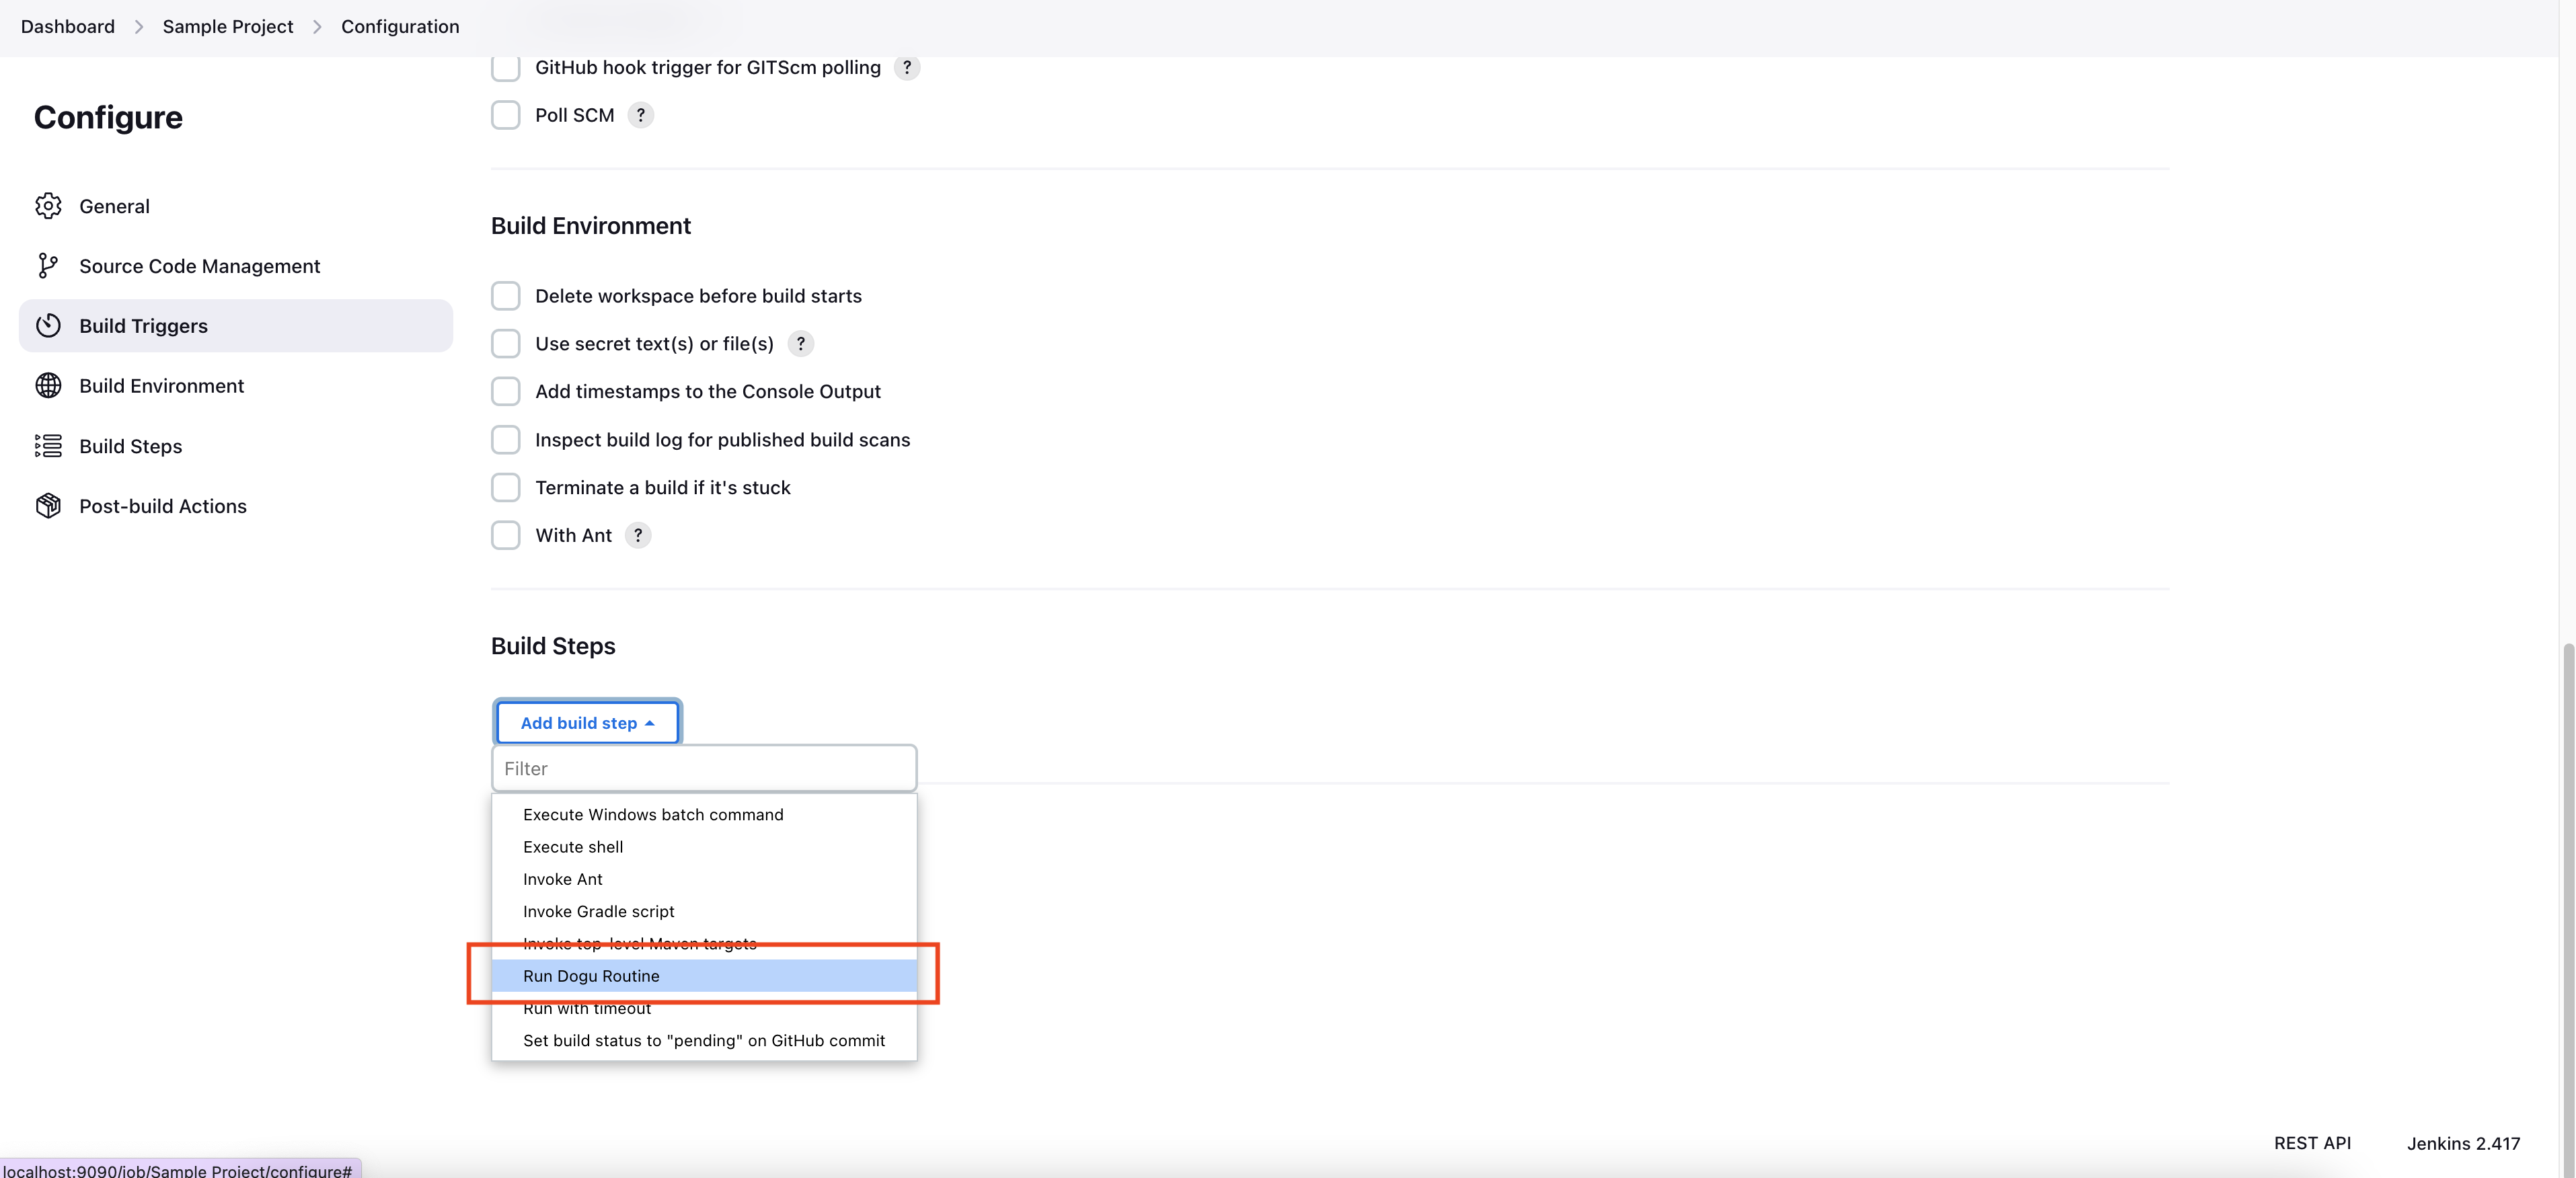 Dashboard > Sample Project > Configuration
Configure
General
Source Code Management
Build Triggers
Build Environment
Build Steps
Post-build Actions
GitHub hook trigger for GITScm polling ?
Poll SCM ?
Build Environment
Delete workspace before build starts
Use secret text(s) or file(s) ?
Add timestamps to the Console Output
Inspect build log for published build scans
Terminate a build if it's stuck
With Ant ?
Build Steps
Add build step
Filter
Execute Windows batch command
Execute shell
Invoke Ant
Invoke Gradle script
Invoke top-level Maven targets
Run Dogu Routine
Run with timeout
Set build status to "pending" on GitHub commit
REST API
Jenkins 2.417
localhost:9090/job/Sample Project/configure#